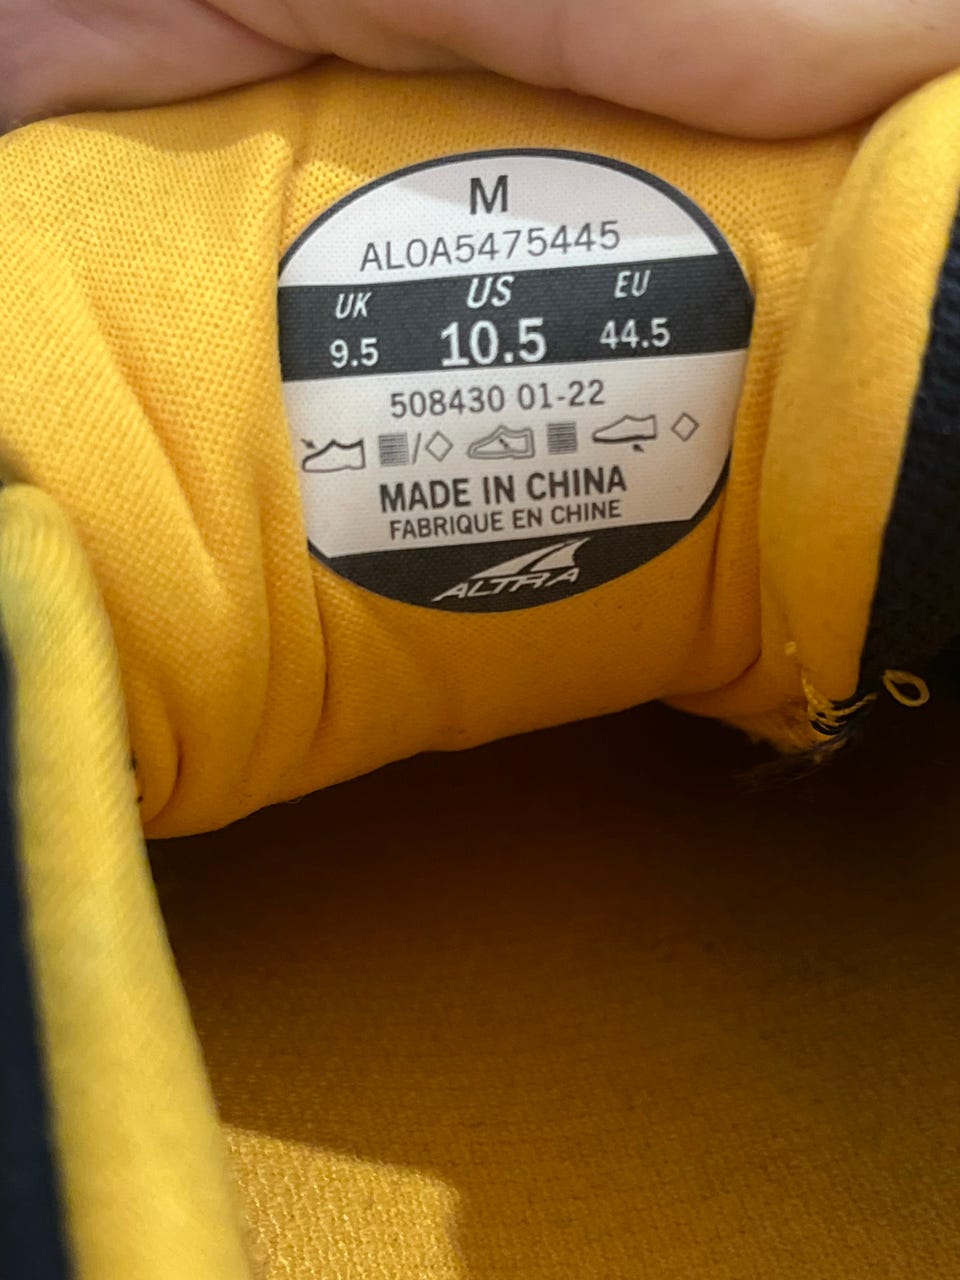 M
AL0A5475445
UK US EU
9.5 10.5 44.5
508430 01-22
/
MADE IN CHINA
FABRIQUE EN CHINE
ALTRA